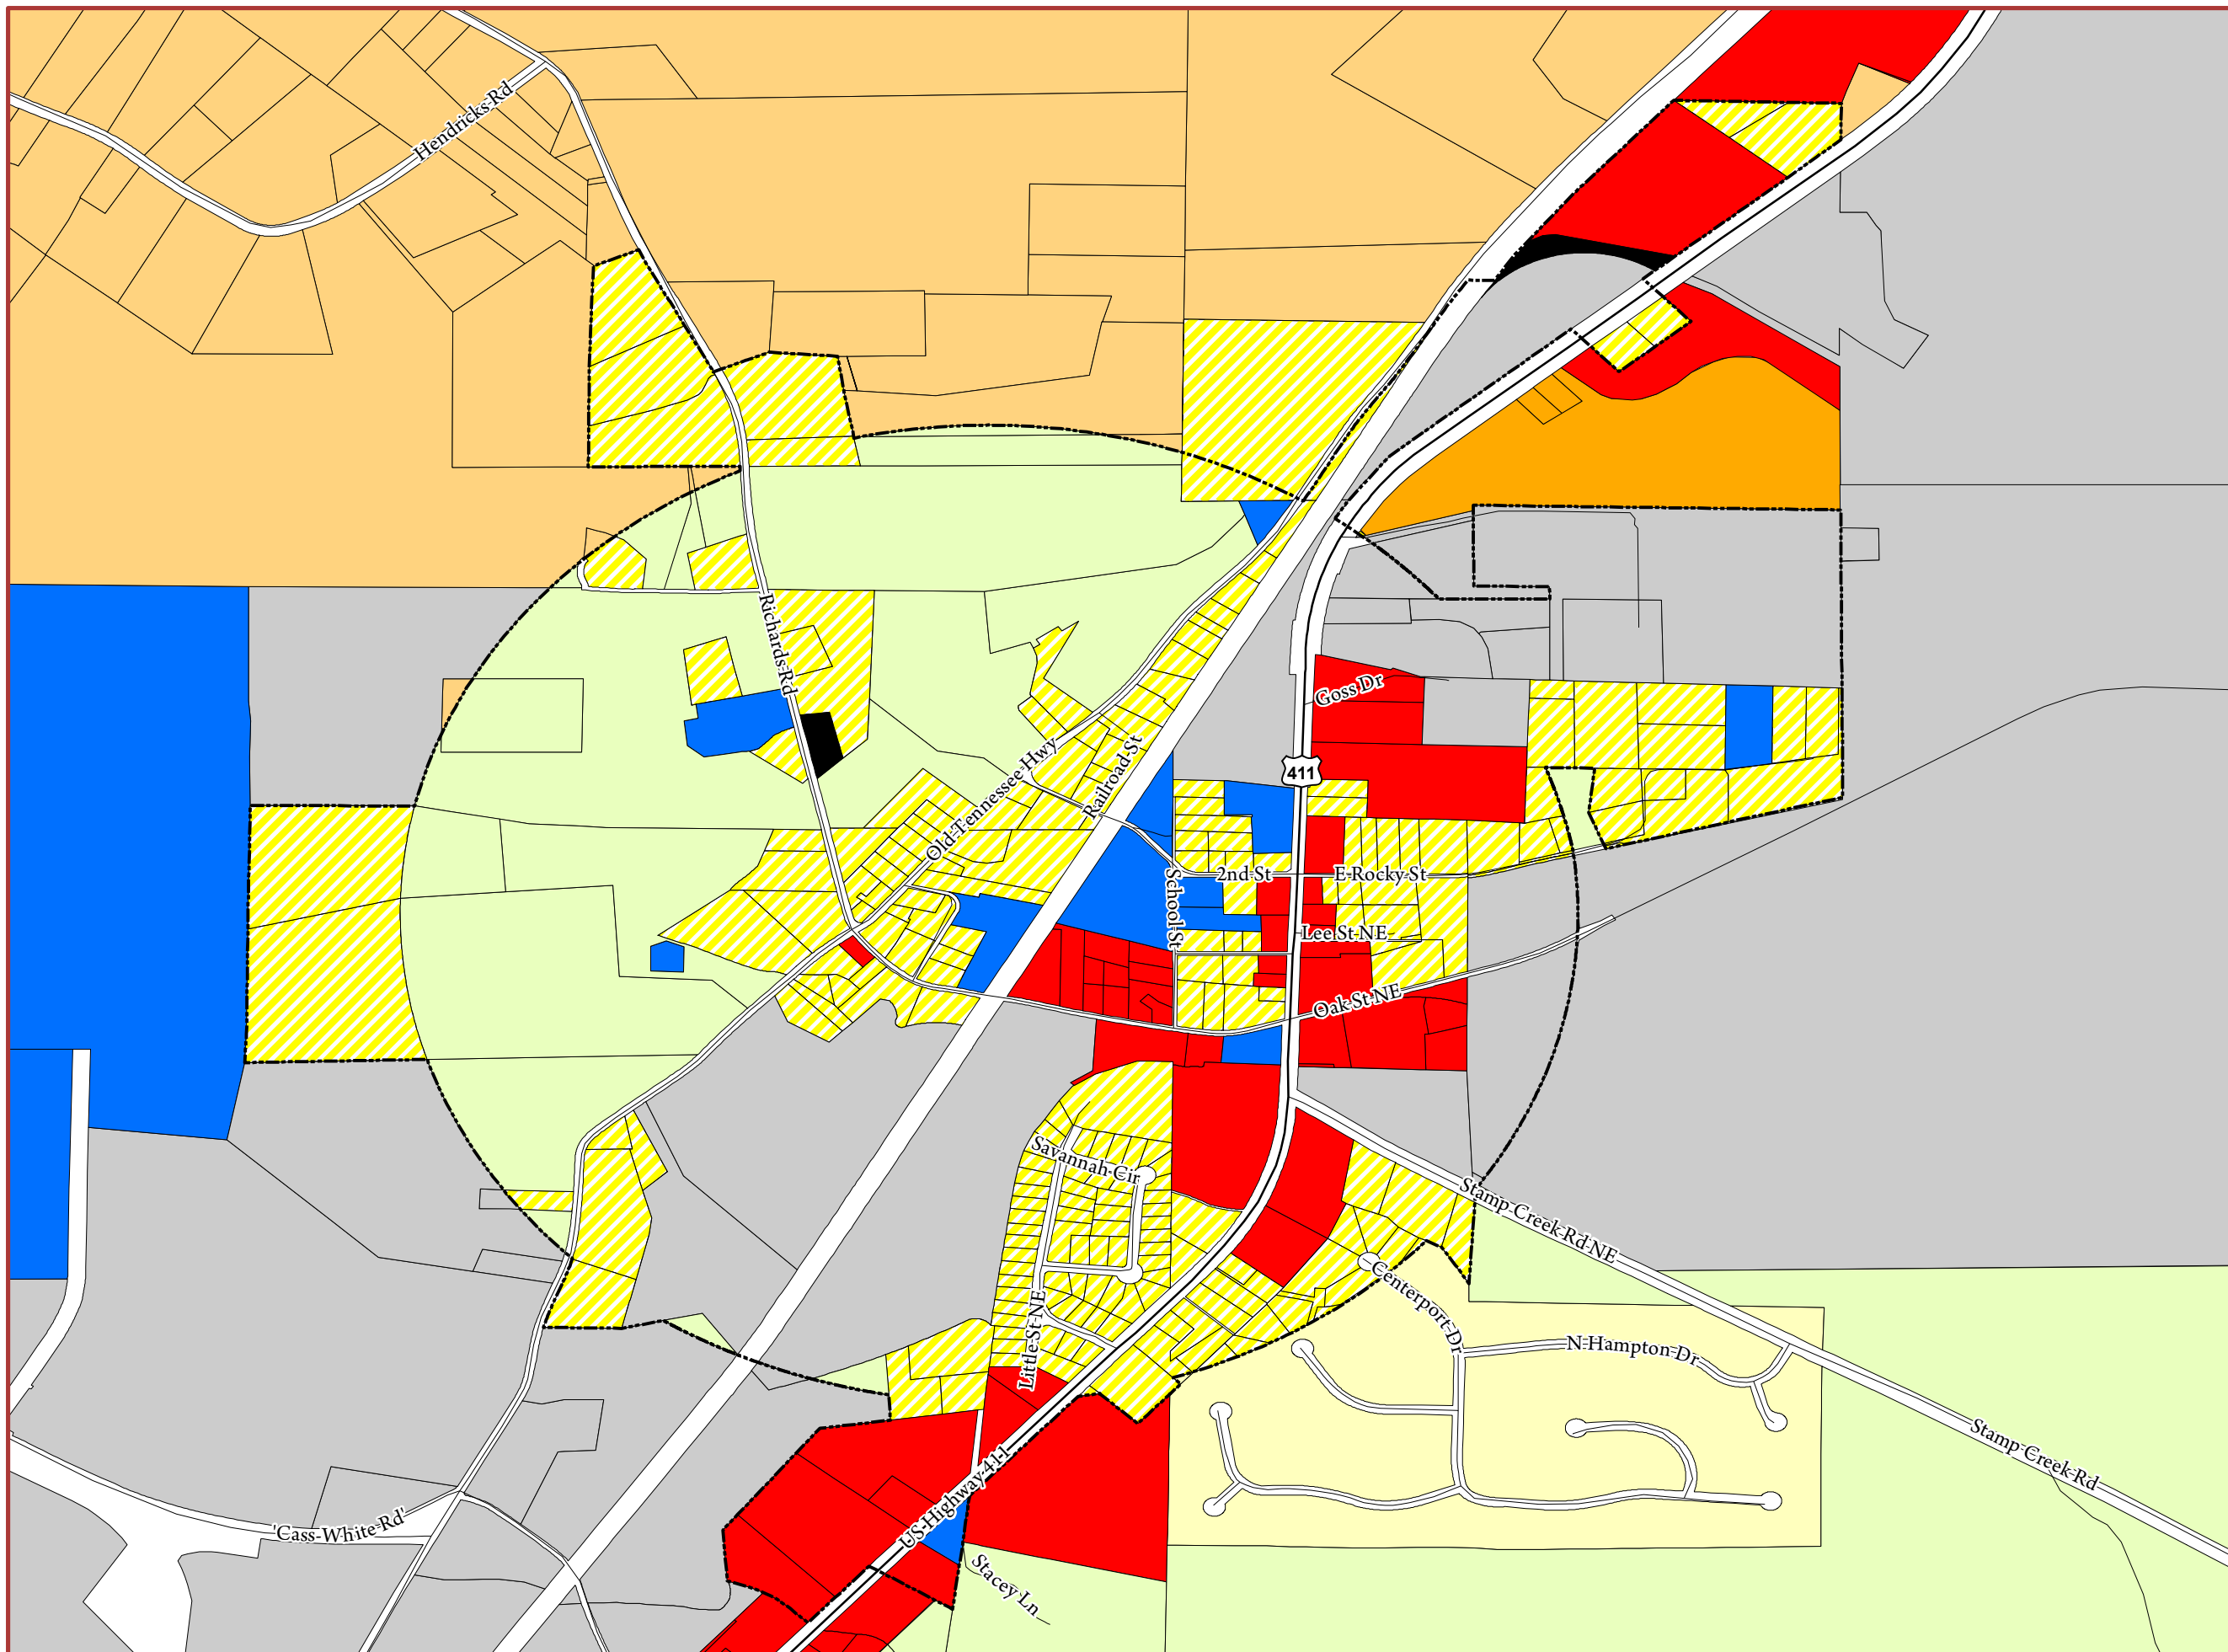 Hendricks Rd
Richards Rd
Goss Dr
411
Railroad St
Old Tennessee Hwy
2nd St
E Rocky St
School St
Lee St NE
Oak St NE
Savannah Cir
Stamp Creek Rd NE
Centerport Dr
Little St NE
N Hampton Dr
Stamp Creek Rd
US Highway 411
'Cass-White Rd'
Stacey Ln